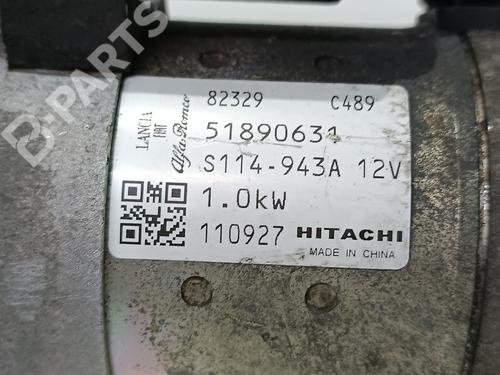 B-PARTS
82329 C489
LANCIA
FIAT
Alfa Romeo
51890631
S114-943A 12V
1.0kW
110927 HITACHI
MADE IN CHINA